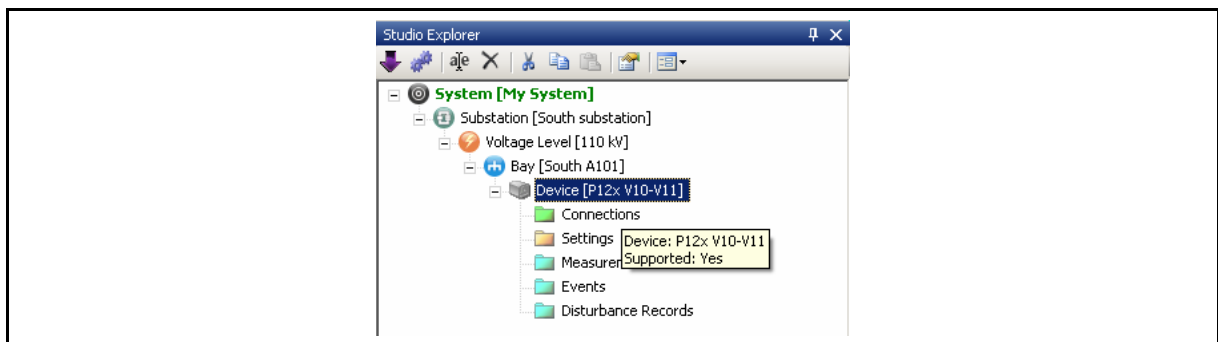 Studio Explorer
System [My System]
Substation [South substation]
Voltage Level [110 kV]
Bay [South A101]
Device [P12x V10-V11]
Connections
Settings
Device: P12x V10-V11
Supported: Yes
Events
Disturbance Records